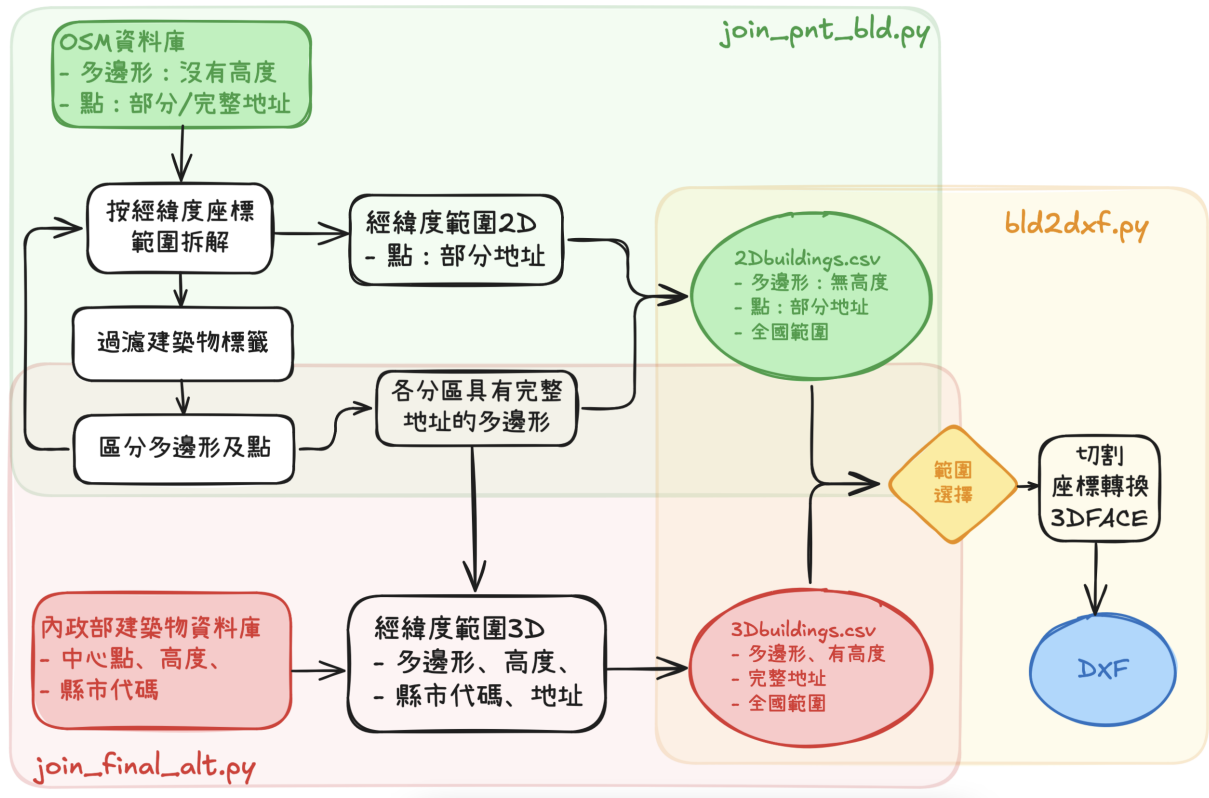 join_pnt_bld.py
OSM資料庫
- 多邊形：沒有高度
- 點：部分/完整地址
按經緯度座標
範圍拆解
經緯度範圍2D
- 點：部分地址
過濾建築物標籤
區分多邊形及點
各分區具有完整
地址的多邊形
bld2dxf.py
2Dbuildings.csv
- 多邊形：無高度
- 點：部分地址
- 全國範圍
範圍
選擇
切割
座標轉換
3DFACE
內政部建築物資料庫
- 中心點、高度、
- 縣市代碼
經緯度範圍3D
- 多邊形、高度、
- 縣市代碼、地址
3Dbuildings.csv
- 多邊形、有高度
- 完整地址
- 全國範圍
DXF
join_final_alt.py